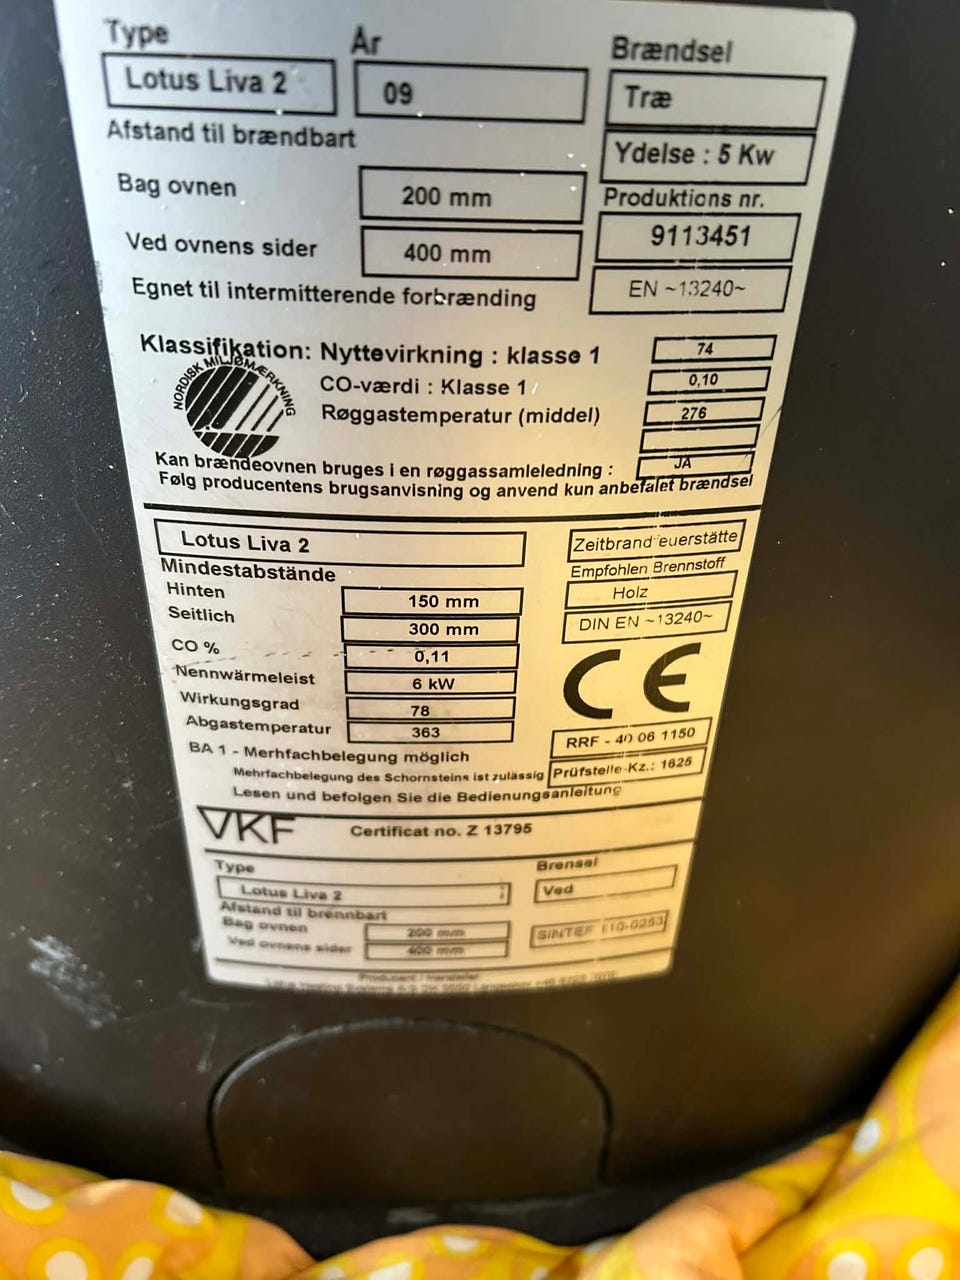 Type
Lotus Liva 2
År
09
Brændsel
Træ
Ydelse : 5 Kw
Afstand til brændbart
Bag ovnen
200 mm
Produktions nr.
9113451
Ved ovnens sider
400 mm
EN ~13240~
Egnet til intermitterende forbrænding
Klassifikation: Nyttevirkning : klasse 1
74
NORDISK MILJØMÆRKNING
CO-værdi : Klasse 1
0,10
Røggastemperatur (middel)
276
Kan brændeovnen bruges i en røggassamleledning :
JA
Følg producentens brugsanvisning og anvend kun anbefalet brændsel
Lotus Liva 2
Zeitbrand euerstätte
Mindestabstände
Empfohlen Brennstoff
Hinten
150 mm
Holz
Seitlich
300 mm
DIN EN ~13240~
CO %
0,11
CE
Nennwärmeleist
6 kW
Wirkungsgrad
78
Abgastemperatur
363
RRF - 40 06 1150
BA 1 - Merhfachbelegung möglich
Prüfstelle-Kz.: 1625
Mehrfachbelegung des Schornsteins ist zulässig
Lesen und befolgen Sie die Bedienungsanleitung
VKF
Certificat no. Z 13795
Type
Lotus Liva 2
Brensel
Ved
Afstand til brennbart
Bag ovnen
200 mm
Ved ovnens sider
400 mm
SINTEF 110-0253
Producent / Hersteller